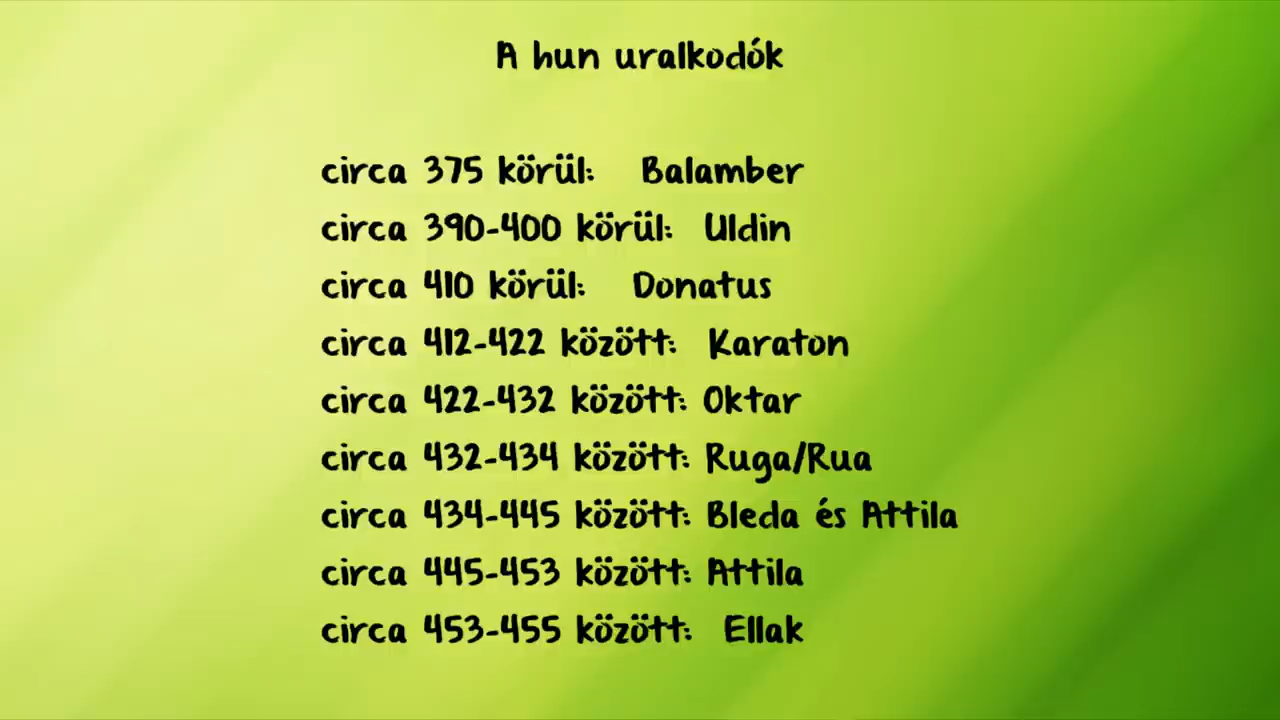 A hun uralkodók
circa 375 körül: Balamber
circa 390-400 körül: Uldin
circa 410 körül: Donatus
circa 412-422 között: Karaton
circa 422-432 között: Oktar
circa 432-434 között: Ruga/Rua
circa 434-445 között: Bleda és Attila
circa 445-453 között: Attila
circa 453-455 között: Ellak